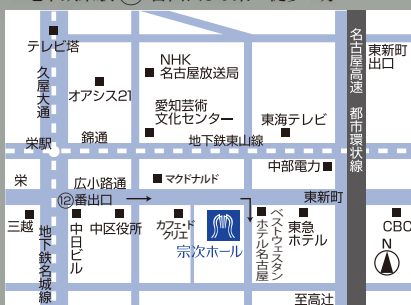 テレビ塔
久屋大通
オアシス21
NHK
名古屋放送局
愛知芸術
文化センター
東海テレビ
名古屋高速 都市環状線
東新町
出口
栄駅
錦通
地下鉄東山線
中部電力
栄
広小路通
マクドナルド
⑫番出口
東新町
三越
地下鉄名城線
中日ビル
中区役所
カフェ・ド
クリエ
宗次ホール
ベストウェスタン
ホテル名古屋
東急
ホテル
CBC
N
至高辻